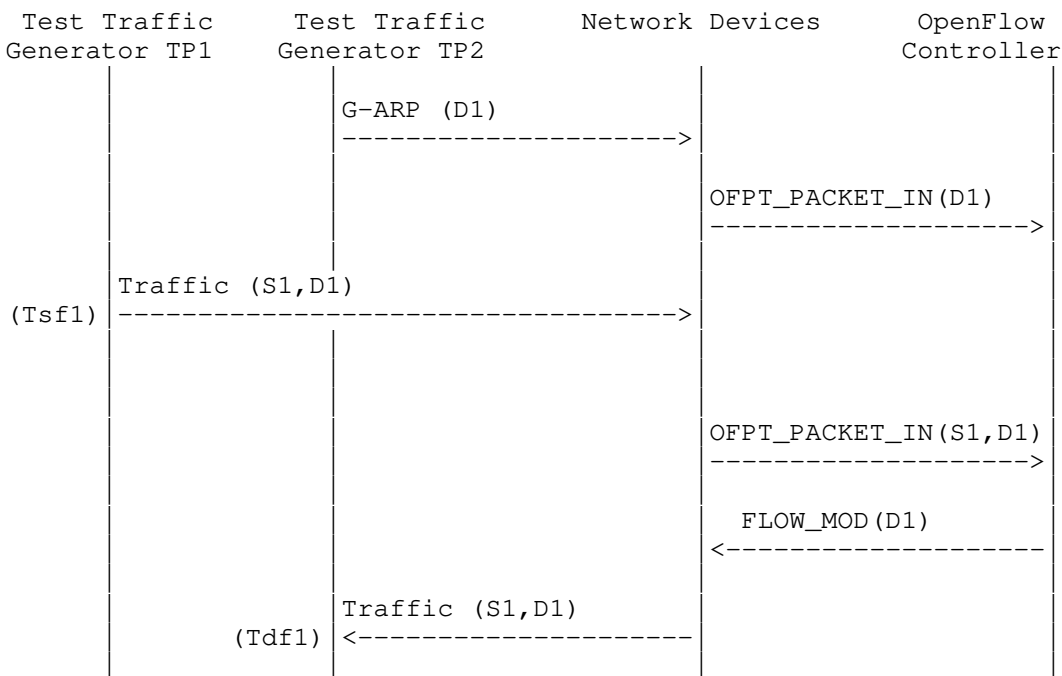 Test Traffic Test Traffic Network Devices OpenFlow
Generator TP1 Generator TP2 Controller
G-ARP (D1)
OFPT_PACKET_IN(D1)
Traffic (S1,D1)
(Tsf1)
OFPT_PACKET_IN(S1,D1)
FLOW_MOD(D1)
Traffic (S1,D1)
(Tdf1)